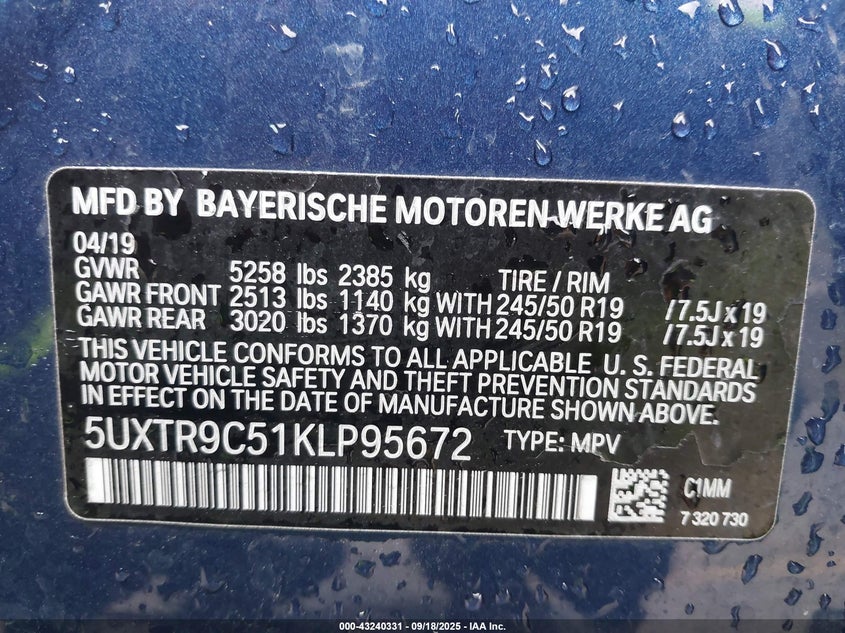 MFD BY BAYERISCHE MOTOREN WERKE AG
04/19
GVWR 5258 lbs 2385 kg TIRE / RIM
GAWR FRONT 2513 lbs 1140 kg WITH 245/50 R19 /7.5J x 19
GAWR REAR 3020 lbs 1370 kg WITH 245/50 R19 /7.5J x 19
THIS VEHICLE CONFORMS TO ALL APPLICABLE U. S. FEDERAL
MOTOR VEHICLE SAFETY AND THEFT PREVENTION STANDARDS
IN EFFECT ON THE DATE OF MANUFACTURE SHOWN ABOVE.
5UXTR9C51KLP95672 TYPE: MPV
C1MM
7 320 730
000-43240331 - 09/18/2025 - IAA Inc.